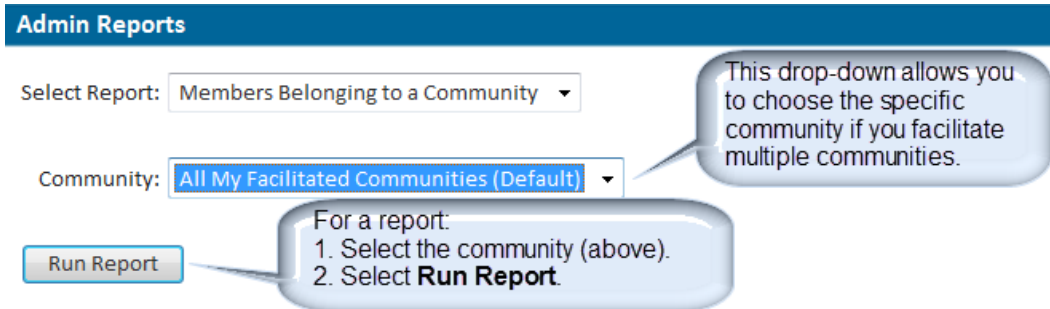 Admin Reports
Select Report: Members Belonging to a Community
This drop-down allows you
to choose the specific
community if you facilitate
multiple communities.
Community: All My Facilitated Communities (Default)
For a report:
1. Select the community (above).
2. Select Run Report.
Run Report